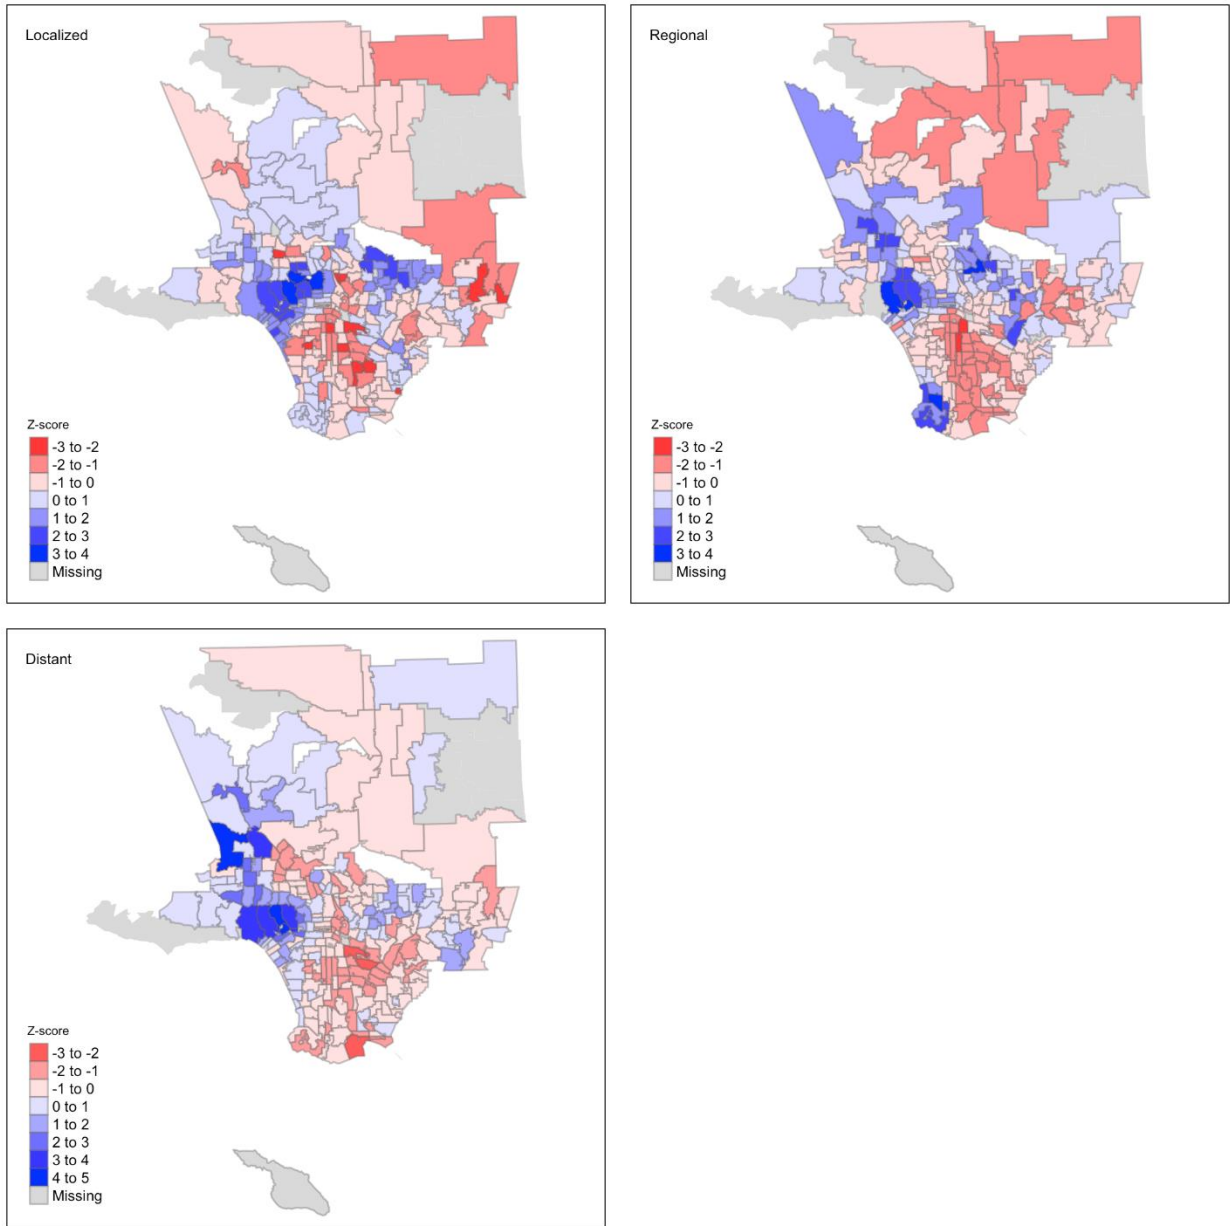 Localized
Z-score
-3 to -2
-2 to -1
-1 to 0
0 to 1
1 to 2
2 to 3
3 to 4
Missing
Regional
Z-score
-3 to -2
-2 to -1
-1 to 0
0 to 1
1 to 2
2 to 3
3 to 4
Missing
Distant
Z-score
-3 to -2
-2 to -1
-1 to 0
0 to 1
1 to 2
2 to 3
3 to 4
4 to 5
Missing